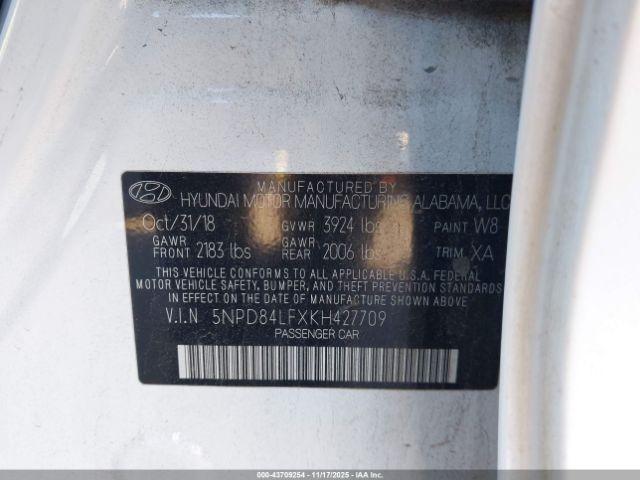 MANUFACTURED BY
HYUNDAI MOTOR MANUFACTURING ALABAMA, LLC
Oct/31/18 GVWR 3924 lbs PAINT W8
GAWR FRONT 2183 lbs GAWR REAR 2006 lbs TRIM XA
THIS VEHICLE CONFORMS TO ALL APPLICABLE U.S.A. FEDERAL
MOTOR VEHICLE SAFETY, BUMPER, AND THEFT PREVENTION STANDARDS
IN EFFECT ON THE DATE OF MANUFACTURE SHOWN ABOVE.
V.I.N 5NPD84LFXKH427709
PASSENGER CAR
000-43709254 - 11/17/2025 - IAAI.COM